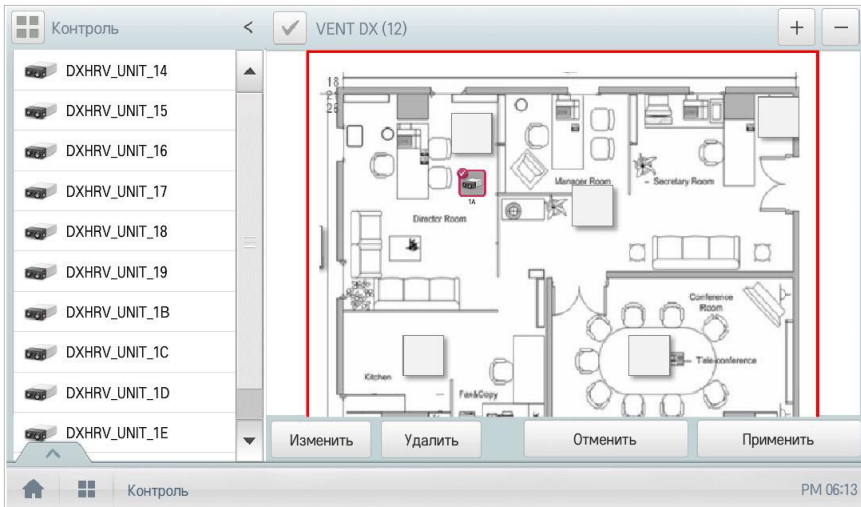 Контроль
<
VENT DX (12)
+
−
DXHRV_UNIT_14
DXHRV_UNIT_15
DXHRV_UNIT_16
DXHRV_UNIT_17
DXHRV_UNIT_18
DXHRV_UNIT_19
DXHRV_UNIT_1B
DXHRV_UNIT_1C
DXHRV_UNIT_1D
DXHRV_UNIT_1E
18
Manager Room
Secretary Room
1A
Director Room
Conference
Room
Tele-conference
Kitchen
Fax&Copy
Изменить
Удалить
Отменить
Применить
Контроль
PM 06:13